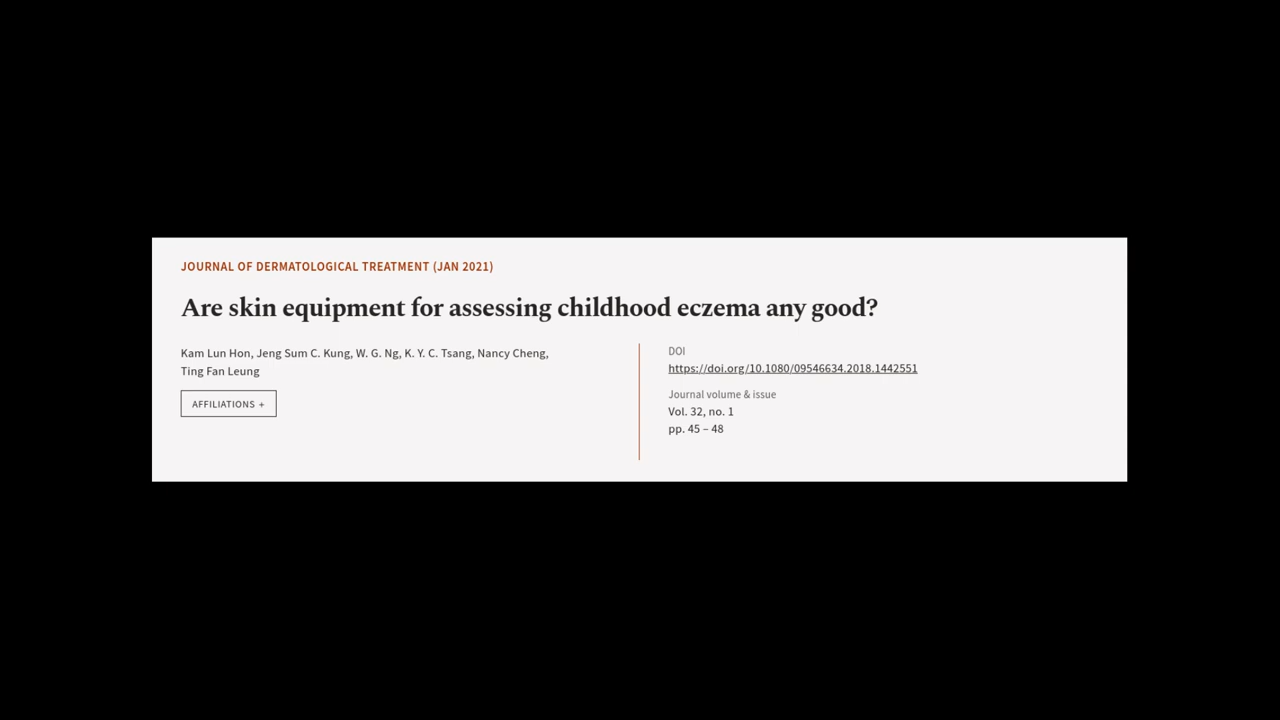 JOURNAL OF DERMATOLOGICAL TREATMENT (JAN 2021)
Are skin equipment for assessing childhood eczema any good?
Kam Lun Hon, Jeng Sum C. Kung, W. G. Ng, K. Y. C. Tsang, Nancy Cheng,
Ting Fan Leung
AFFILIATIONS +
DOI
https://doi.org/10.1080/09546634.2018.1442551
Journal volume & issue
Vol. 32, no. 1
pp. 45 – 48